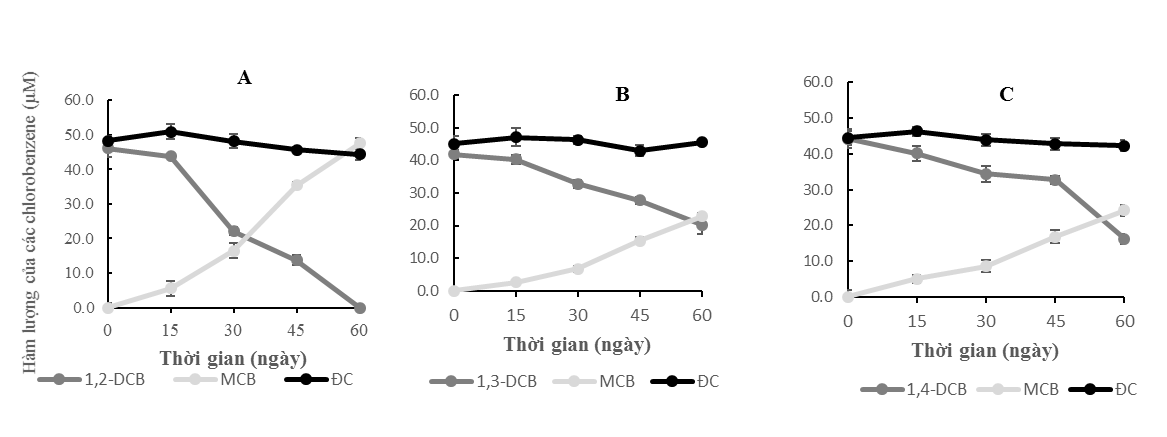 Hàm lượng của các chlorobenzene (µM)
A
60.0
50.0
40.0
30.0
20.0
10.0
0.0
0 15 30 45 60
Thời gian (ngày)
1,2-DCB MCB ĐC
B
60.0
50.0
40.0
30.0
20.0
10.0
0.0
0 15 30 45 60
Thời gian (ngày)
1,3-DCB MCB ĐC
C
60.0
50.0
40.0
30.0
20.0
10.0
0.0
0 15 30 45 60
Thời gian (ngày)
1,4-DCB MCB ĐC